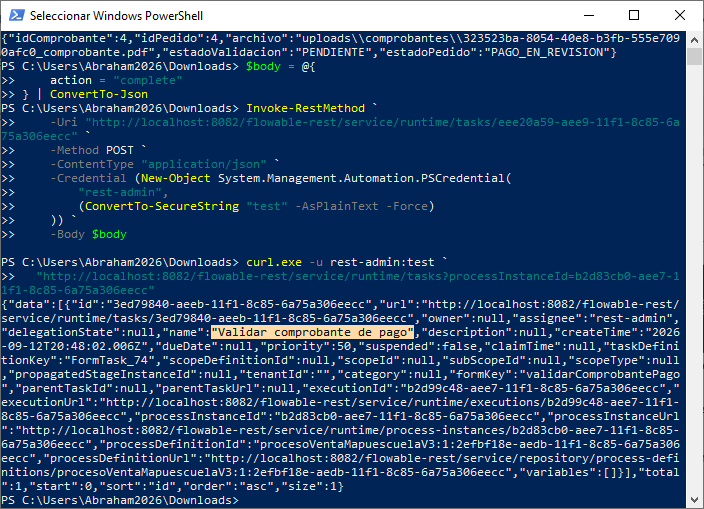 Seleccionar Windows PowerShell
{"idComprobante":4,"idPedido":4,"archivo":"uploads\\comprobantes\\323523ba-8054-40e8-b3fb-555e709
0afc0_comprobante.pdf","estadoValidacion":"PENDIENTE","estadoPedido":"PAGO_EN_REVISION"}
PS C:\Users\Abraham2026\Downloads> $body = @{
>>     action = "complete"
>> } | ConvertTo-Json
PS C:\Users\Abraham2026\Downloads> Invoke-RestMethod `
>>     -Uri "http://localhost:8082/flowable-rest/service/runtime/tasks/eee20a59-aee9-11f1-8c85-6a
75a306eecc" `
>>     -Method POST `
>>     -ContentType "application/json" `
>>     -Credential (New-Object System.Management.Automation.PSCredential(
>>         "rest-admin",
>>         (ConvertTo-SecureString "test" -AsPlainText -Force)
>>     )) `
>>     -Body $body
PS C:\Users\Abraham2026\Downloads> curl.exe -u rest-admin:test `
>>   "http://localhost:8082/flowable-rest/service/runtime/tasks?processInstanceId=b2d83cb0-aee7-1
1f1-8c85-6a75a306eecc"
{"data":[{"id":"3ed79840-aeeb-11f1-8c85-6a75a306eecc","url":"http://localhost:8082/flowable-rest/
service/runtime/tasks/3ed79840-aeeb-11f1-8c85-6a75a306eecc","owner":null,"assignee":"rest-admin",
"delegationState":null,"name":"Validar comprobante de pago","description":null,"createTime":"2026
-09-12T20:48:02.006Z","dueDate":null,"priority":50,"suspended":false,"claimTime":null,"taskDefini
tionKey":"FormTask_74","scopeDefinitionId":null,"scopeId":null,"subScopeId":null,"scopeType":null
,"propagatedStageInstanceId":null,"tenantId":"","category":null,"formKey":"validarComprobantePago
","parentTaskId":null,"parentTaskUrl":null,"executionId":"b2d99c48-aee7-11f1-8c85-6a75a306eecc","
executionUrl":"http://localhost:8082/flowable-rest/service/runtime/executions/b2d99c48-aee7-11f1-
8c85-6a75a306eecc","processInstanceId":"b2d83cb0-aee7-11f1-8c85-6a75a306eecc","processInstanceUrl
":"http://localhost:8082/flowable-rest/service/runtime/process-instances/b2d83cb0-aee7-11f1-8c85-
6a75a306eecc","processDefinitionId":"procesoVentaMapuescuelaV3:1:2efbf18e-aedb-11f1-8c85-6a75a306
eecc","processDefinitionUrl":"http://localhost:8082/flowable-rest/service/repository/process-defi
nitions/procesoVentaMapuescuelaV3:1:2efbf18e-aedb-11f1-8c85-6a75a306eecc","variables":[]}],"total
":1,"start":0,"sort":"id","order":"asc","size":1}
PS C:\Users\Abraham2026\Downloads>